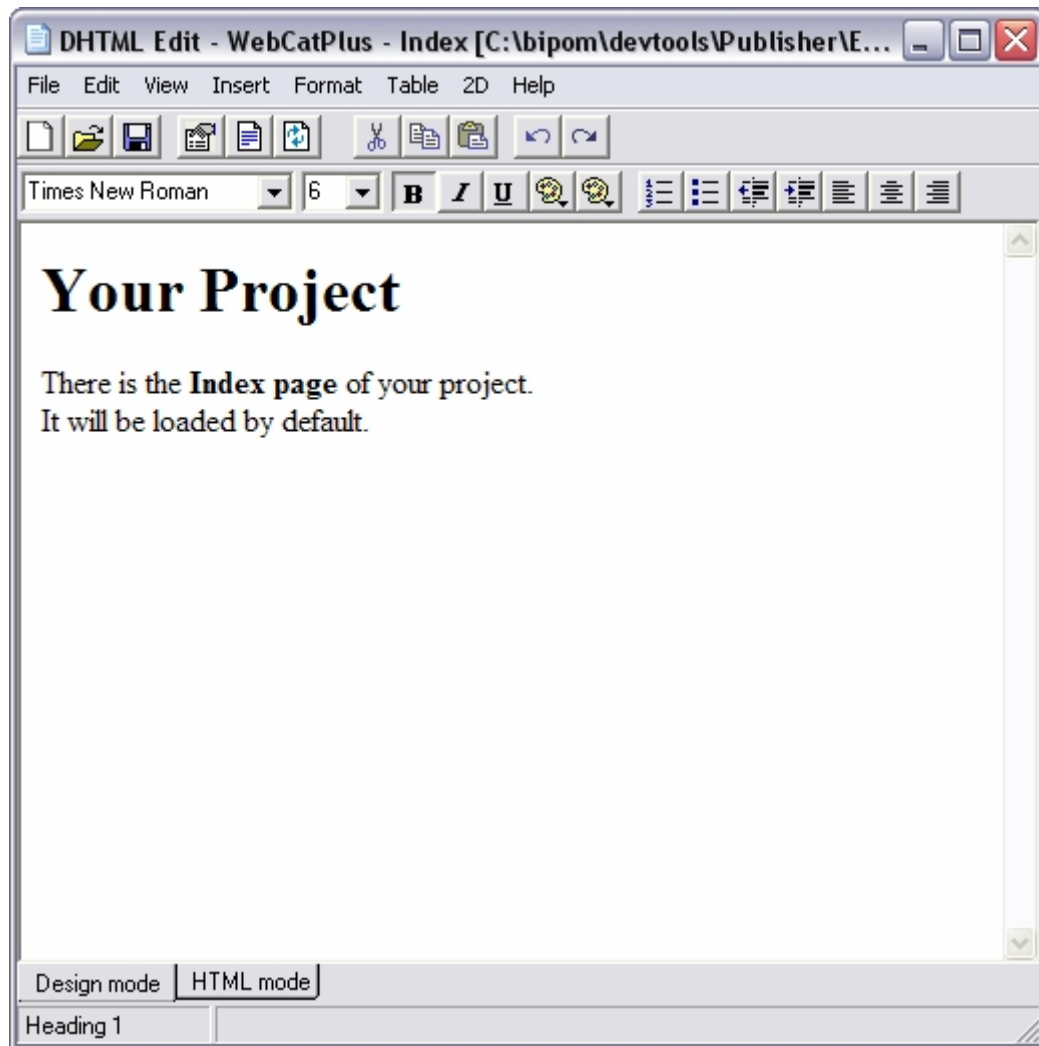 DHTML Edit - WebCatPlus - Index [C:\bipom\devtools\Publisher\E...
File Edit View Insert Format Table 2D Help
Times New Roman 6 B I U
Your Project
There is the Index page of your project.
It will be loaded by default.
Design mode HTML mode
Heading 1